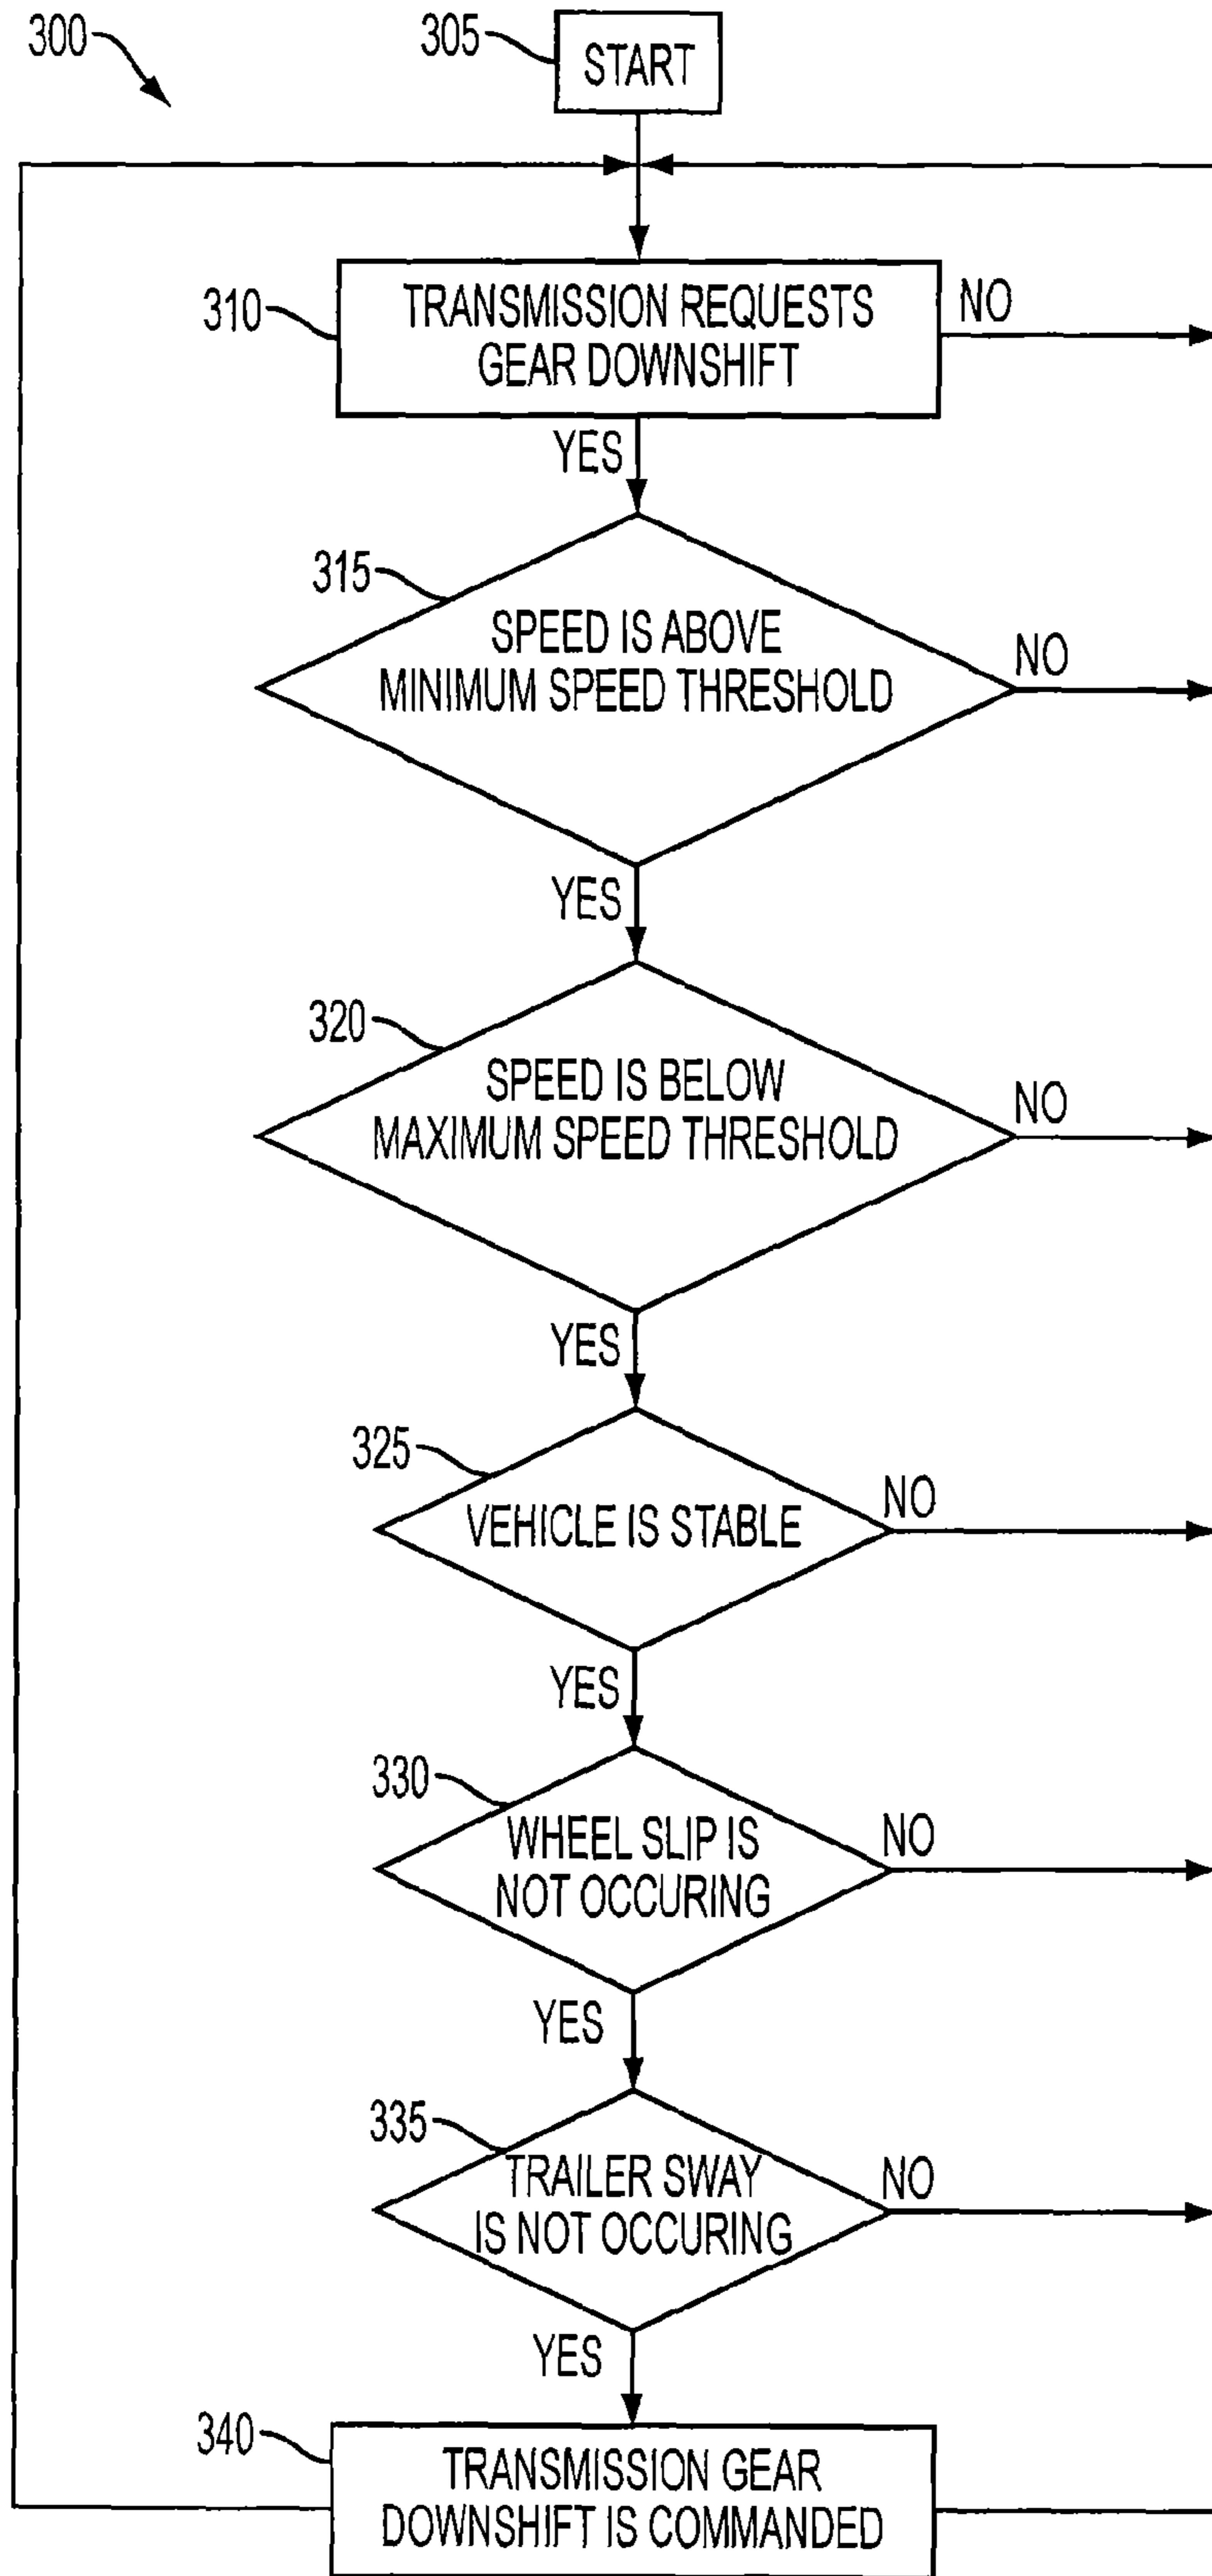 300
305
START
310
TRANSMISSION REQUESTS
GEAR DOWNSHIFT
NO
YES
315
SPEED IS ABOVE
MINIMUM SPEED THRESHOLD
NO
YES
320
SPEED IS BELOW
MAXIMUM SPEED THRESHOLD
NO
YES
325
VEHICLE IS STABLE
NO
YES
330
WHEEL SLIP IS
NOT OCCURING
NO
YES
335
TRAILER SWAY
IS NOT OCCURING
NO
YES
340
TRANSMISSION GEAR
DOWNSHIFT IS COMMANDED